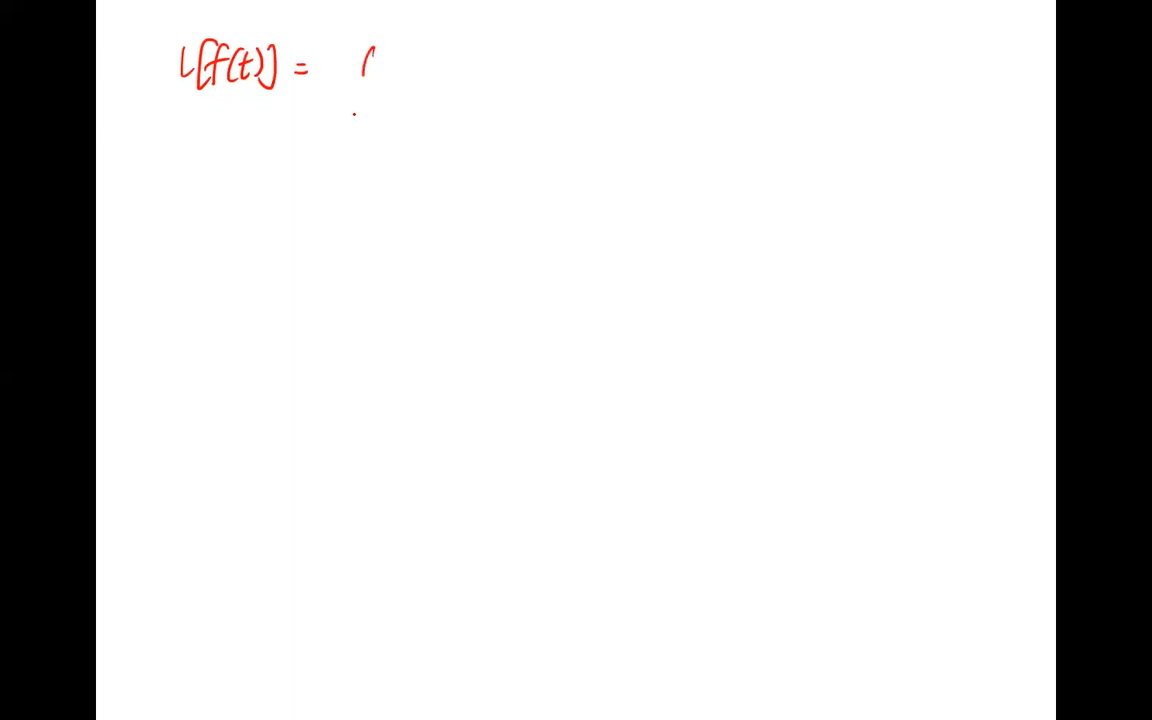 L[f(t)] =